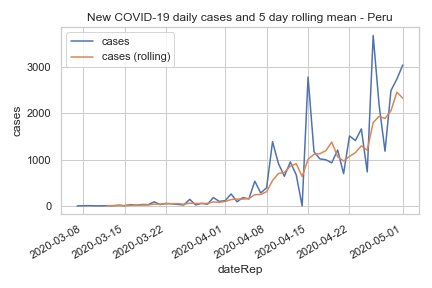 New COVID-19 daily cases and 5 day rolling mean - Peru
cases
cases (rolling)
3000
2000
1000
0
cases
2020-03-08
2020-03-15
2020-03-22
2020-04-01
2020-04-08
2020-04-15
2020-04-22
2020-05-01
dateRep